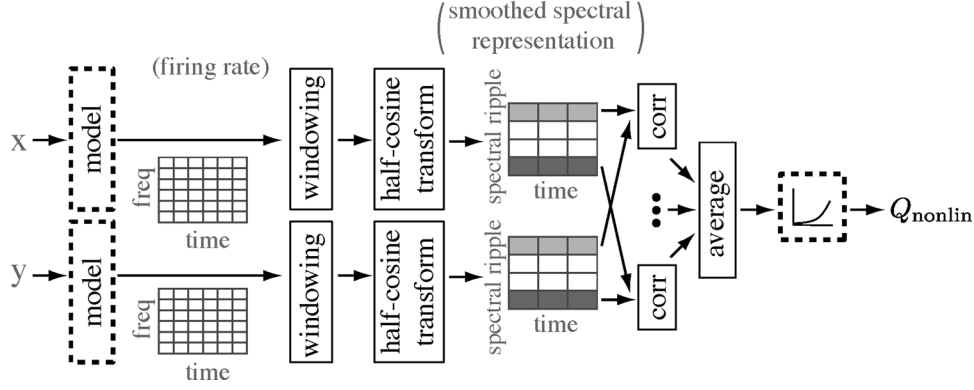 (smoothed spectral
representation)
(firing rate)
x
model
freq
time
windowing
half-cosine
transform
spectral ripple
time
corr
average
Qnonlin
y
model
freq
time
windowing
half-cosine
transform
spectral ripple
time
corr